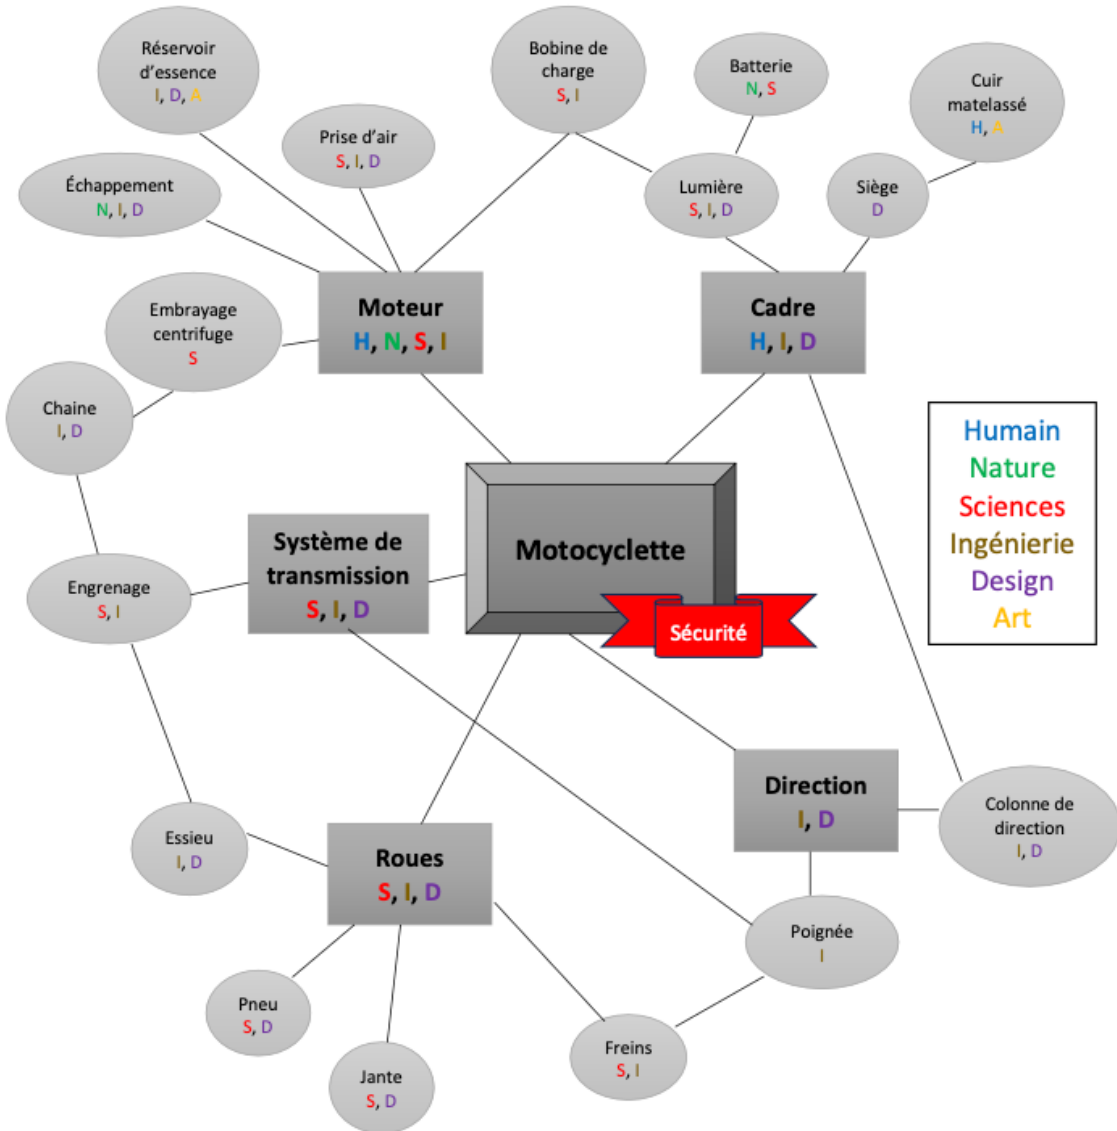 Réservoir
d'essence
I, D, A
Bobine de
charge
S, I
Batterie
N, S
Cuir
matelassé
H, A
Prise d'air
S, I, D
Échappement
N, I, D
Lumière
S, I, D
Siège
D
Moteur
H, N, S, I
Cadre
H, I, D
Embrayage
centrifuge
S
Chaine
I, D
Humain
Nature
Sciences
Ingénierie
Design
Art
Système de
transmission
S, I, D
Motocyclette
Sécurité
Engrenage
S, I
Direction
I, D
Colonne de
direction
I, D
Essieu
I, D
Roues
S, I, D
Poignée
I
Pneu
S, D
Freins
S, I
Jante
S, D